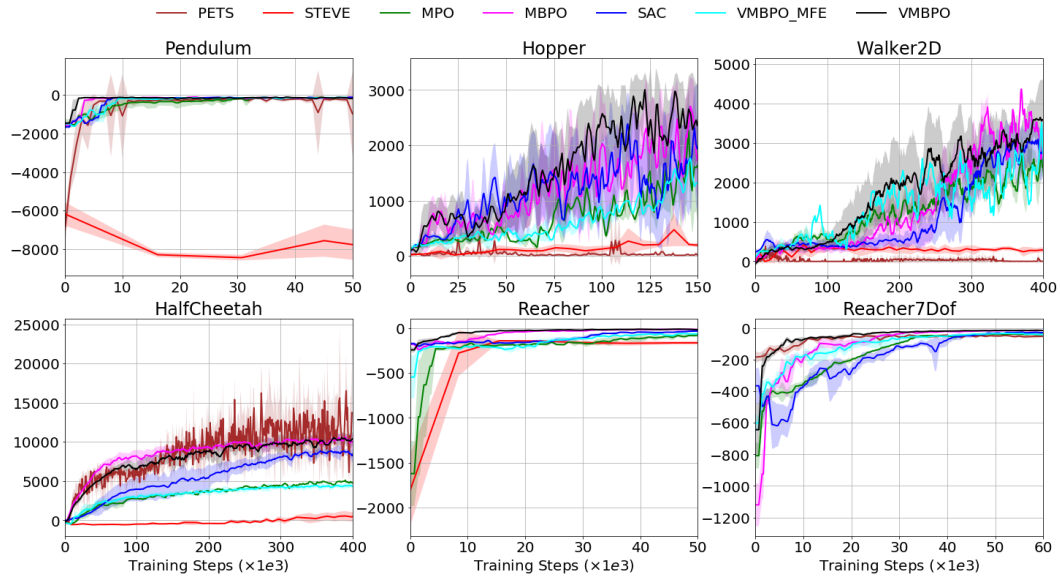 PETS STEVE MPO MBPO SAC VMBPO_MFE VMBPO
Pendulum
0
−2000
−4000
−6000
−8000
0 10 20 30 40 50
Hopper
3000
2000
1000
0
0 25 50 75 100 125 150
Walker2D
5000
4000
3000
2000
1000
0
0 100 200 300 400
HalfCheetah
25000
20000
15000
10000
5000
0
0 100 200 300 400
Training Steps (×1e3)
Reacher
0
−500
−1000
−1500
−2000
0 10 20 30 40 50
Training Steps (×1e3)
Reacher7Dof
0
−200
−400
−600
−800
−1000
−1200
0 10 20 30 40 50 60
Training Steps (×1e3)